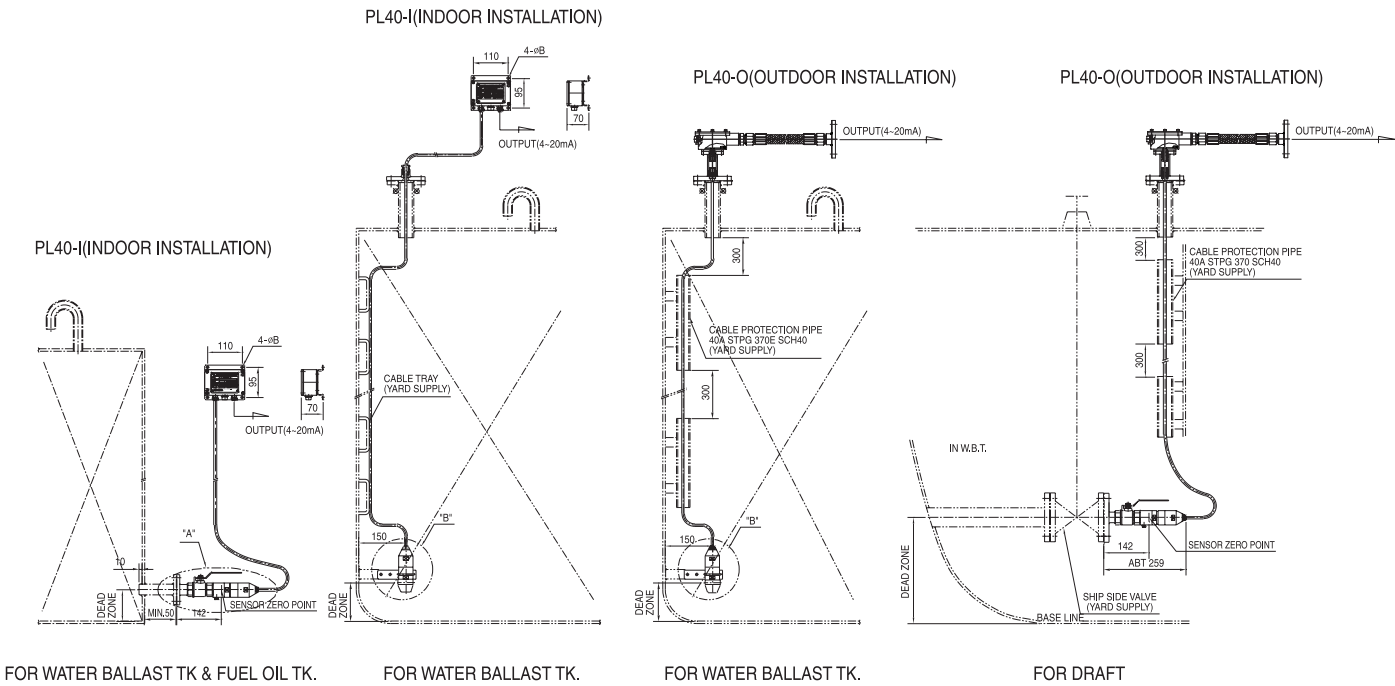 PL40-I(INDOOR INSTALLATION)
110
4-øB
95
70
OUTPUT(4~20mA)
"A"
10
DEAD
ZONE
MIN,50
142
SENSOR ZERO POINT
FOR WATER BALLAST TK & FUEL OIL TK.
PL40-I(INDOOR INSTALLATION)
110
4-øB
95
70
OUTPUT(4~20mA)
CABLE TRAY
(YARD SUPPLY)
150
"B"
DEAD
ZONE
FOR WATER BALLAST TK.
PL40-O(OUTDOOR INSTALLATION)
OUTPUT(4~20mA)
300
CABLE PROTECTION PIPE
40A STPG 370E SCH40
(YARD SUPPLY)
300
150
"B"
DEAD
ZONE
FOR WATER BALLAST TK.
PL40-O(OUTDOOR INSTALLATION)
OUTPUT(4~20mA)
300
CABLE PROTECTION PIPE
40A STPG 370 SCH40
(YARD SUPPLY)
300
IN W.B.T.
142
SENSOR ZERO POINT
ABT 259
DEAD ZONE
SHIP SIDE VALVE
(YARD SUPPLY)
BASE LINE
FOR DRAFT